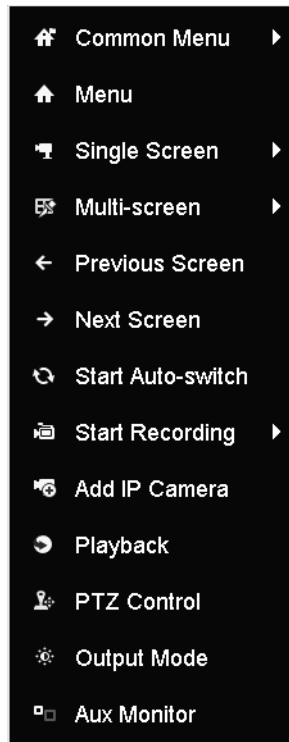 Common Menu
Menu
Single Screen
Multi-screen
Previous Screen
Next Screen
Start Auto-switch
Start Recording
Add IP Camera
Playback
PTZ Control
Output Mode
Aux Monitor